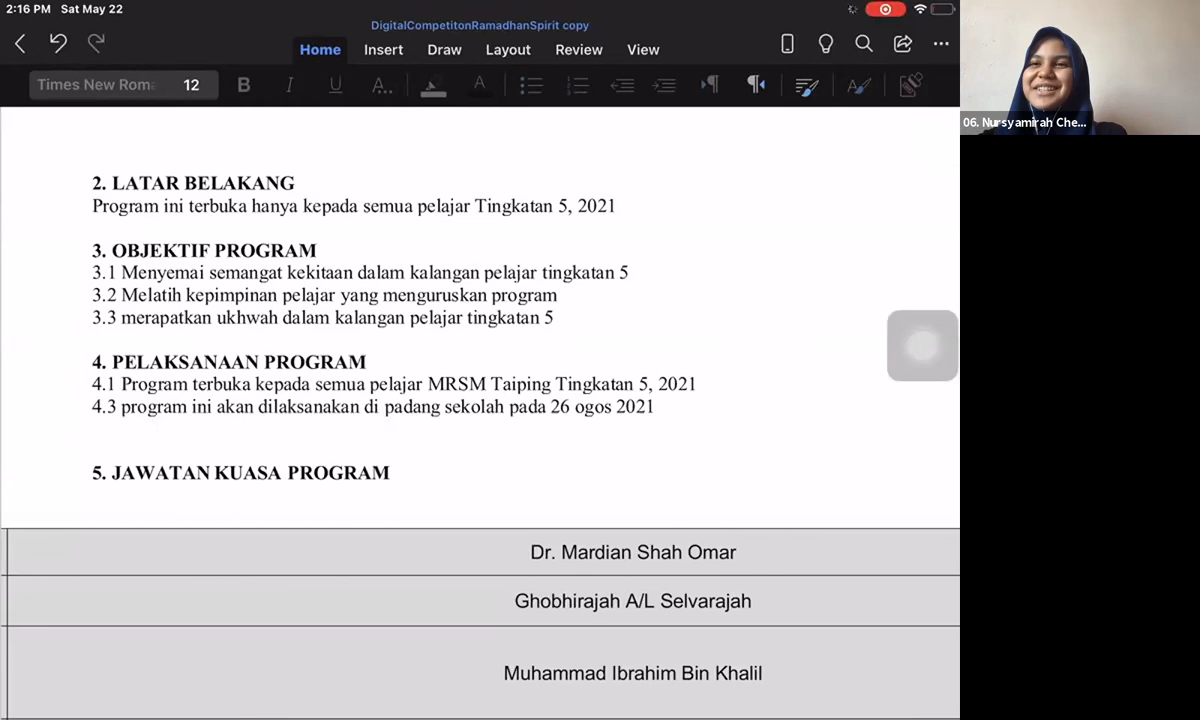 2:16 PM Sat May 22
DigitalCompetitonRamadhanSpirit copy
Home Insert Draw Layout Review View
Times New Roma 12 B I U A.. A
2. LATAR BELAKANG
Program ini terbuka hanya kepada semua pelajar Tingkatan 5, 2021
3. OBJEKTIF PROGRAM
3.1 Menyemai semangat kekitaan dalam kalangan pelajar tingkatan 5
3.2 Melatih kepimpinan pelajar yang menguruskan program
3.3 merapatkan ukhwah dalam kalangan pelajar tingkatan 5
4. PELAKSANAAN PROGRAM
4.1 Program terbuka kepada semua pelajar MRSM Taiping Tingkatan 5, 2021
4.3 program ini akan dilaksanakan di padang sekolah pada 26 ogos 2021
5. JAWATAN KUASA PROGRAM
Dr. Mardian Shah Omar
Ghobhirajah A/L Selvarajah
Muhammad Ibrahim Bin Khalil
06. Nursyamirah Che...